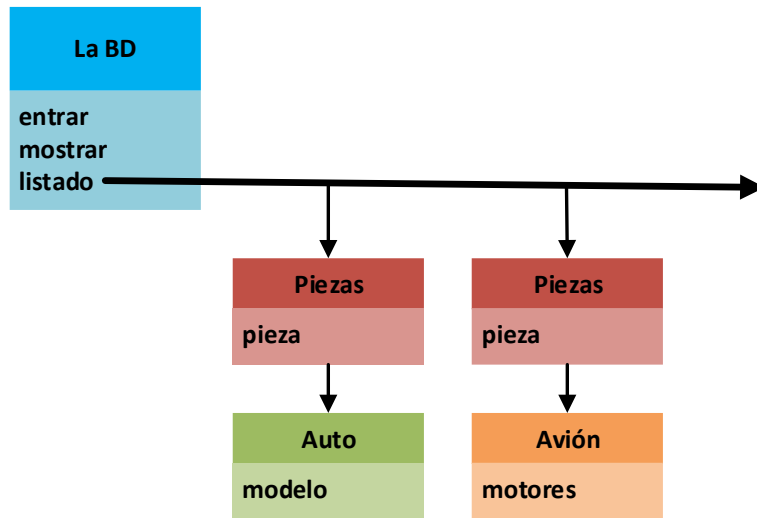 La BD
entrar
mostrar
listado
Piezas
pieza
Piezas
pieza
Auto
modelo
Avión
motores